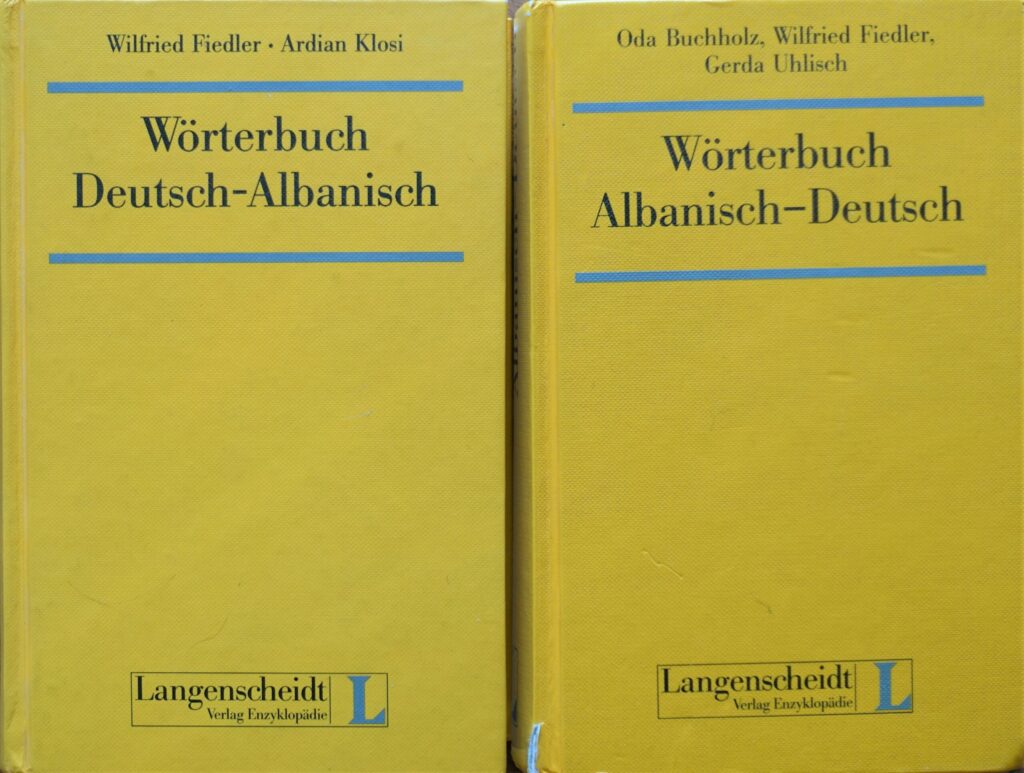 Wilfried Fiedler · Ardian Klosi
Wörterbuch
Deutsch-Albanisch
Langenscheidt
Verlag Enzyklopädie
L
Oda Buchholz, Wilfried Fiedler,
Gerda Uhlisch
Wörterbuch
Albanisch–Deutsch
Langenscheidt
Verlag Enzyklopädie
L